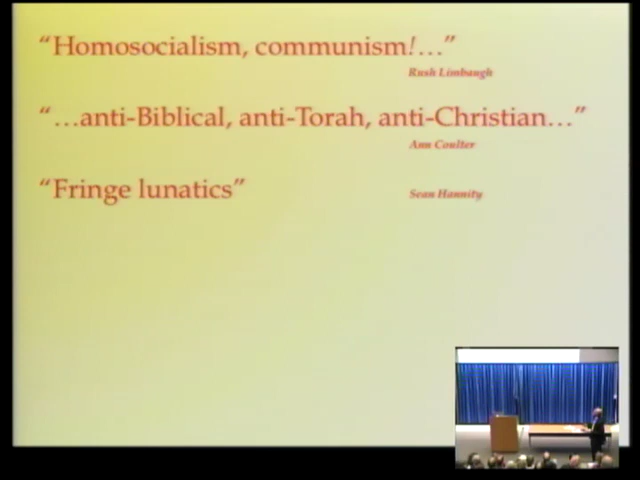 “Homosocialism, communism!…”
Rush Limbaugh
“…anti-Biblical, anti-Torah, anti-Christian…”
Ann Coulter
“Fringe lunatics”
Sean Hannity